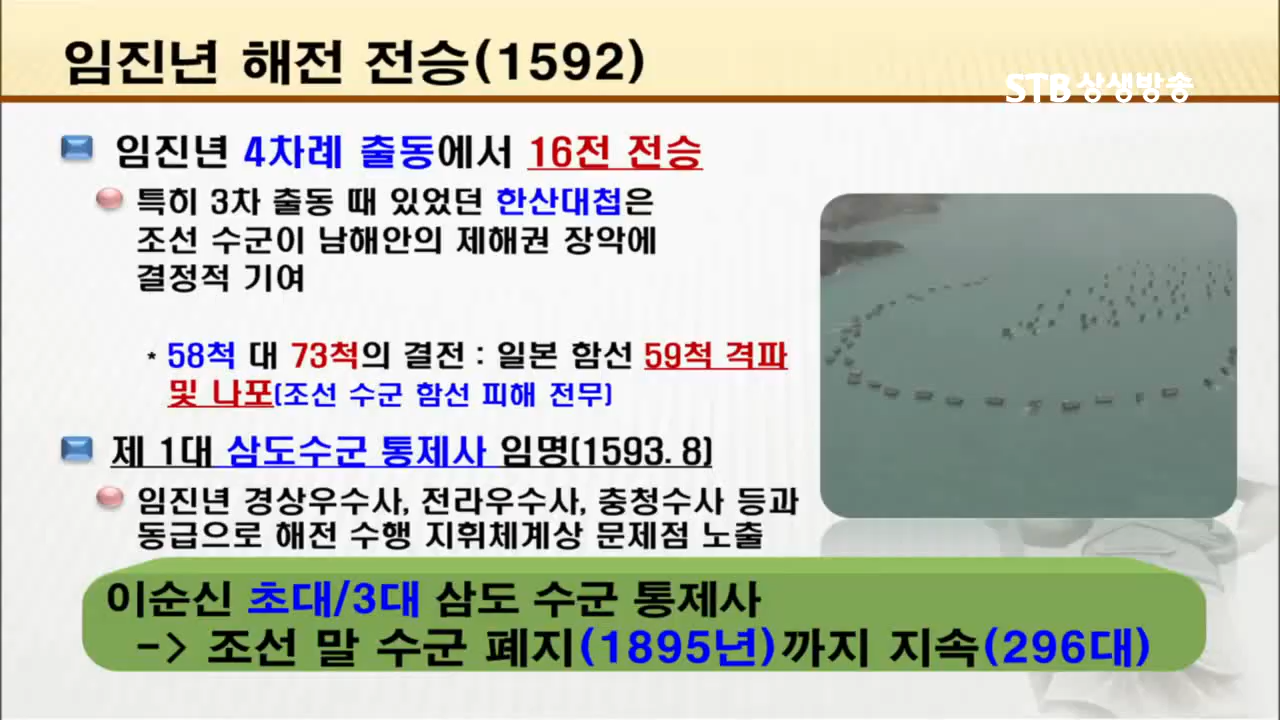 임진년 해전 전승(1592)
STB 상생방송
임진년 4차례 출동에서 16전 전승
특히 3차 출동 때 있었던 한산대첩은
조선 수군이 남해안의 제해권 장악에
결정적 기여
* 58척 대 73척의 결전 : 일본 함선 59척 격파
및 나포(조선 수군 함선 피해 전무)
제 1대 삼도수군 통제사 임명(1593. 8)
임진년 경상우수사, 전라우수사, 충청수사 등과
동급으로 해전 수행 지휘체계상 문제점 노출
이순신 초대/3대 삼도 수군 통제사
-> 조선 말 수군 폐지(1895년)까지 지속(296대)